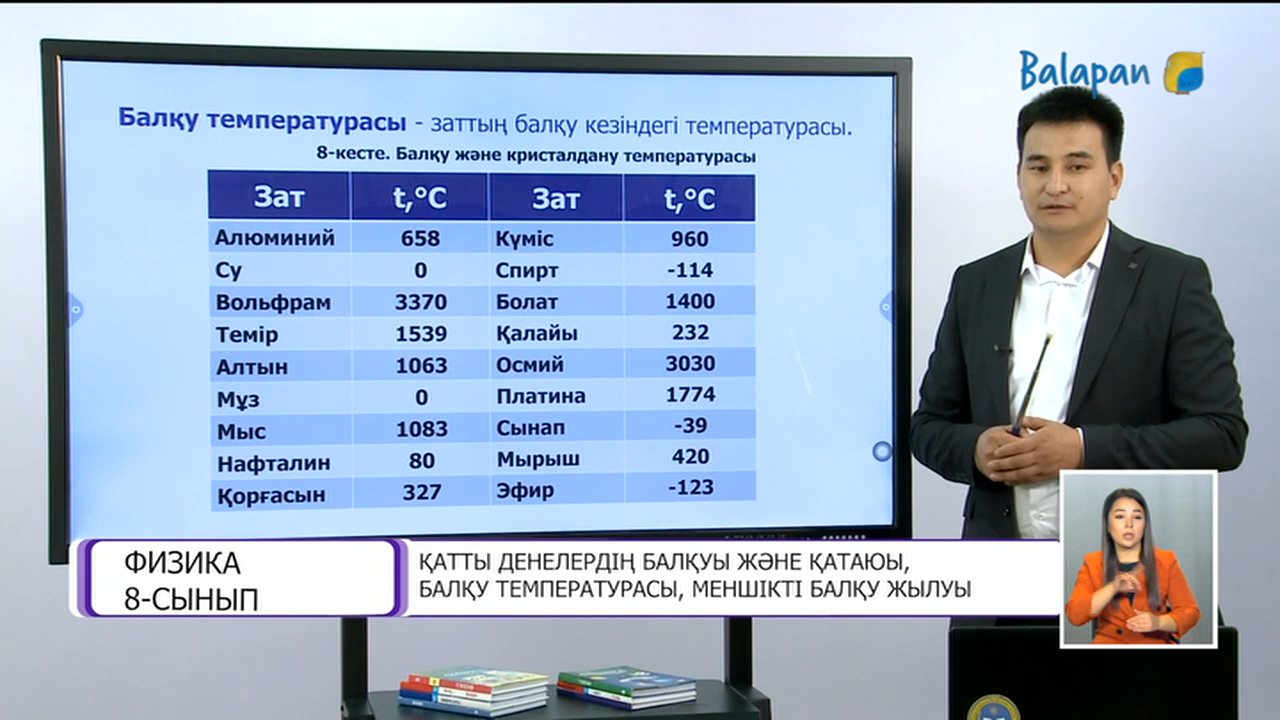 Balapan
Балқу температурасы - заттың балқу кезіндегі температурасы.
8-кесте. Балқу және кристалдану температурасы
Зат t,°C Зат t,°C
Алюминий 658 Күміс 960
Су 0 Спирт -114
Вольфрам 3370 Болат 1400
Темір 1539 Қалайы 232
Алтын 1063 Осмий 3030
Мұз 0 Платина 1774
Мыс 1083 Сынап -39
Нафталин 80 Мырыш 420
Қорғасын 327 Эфир -123
ФИЗИКА
8-СЫНЫП
ҚАТТЫ ДЕНЕЛЕРДІҢ БАЛҚУЫ ЖӘНЕ ҚАТАЮЫ,
БАЛҚУ ТЕМПЕРАТУРАСЫ, МЕНШІКТІ БАЛҚУ ЖЫЛУЫ